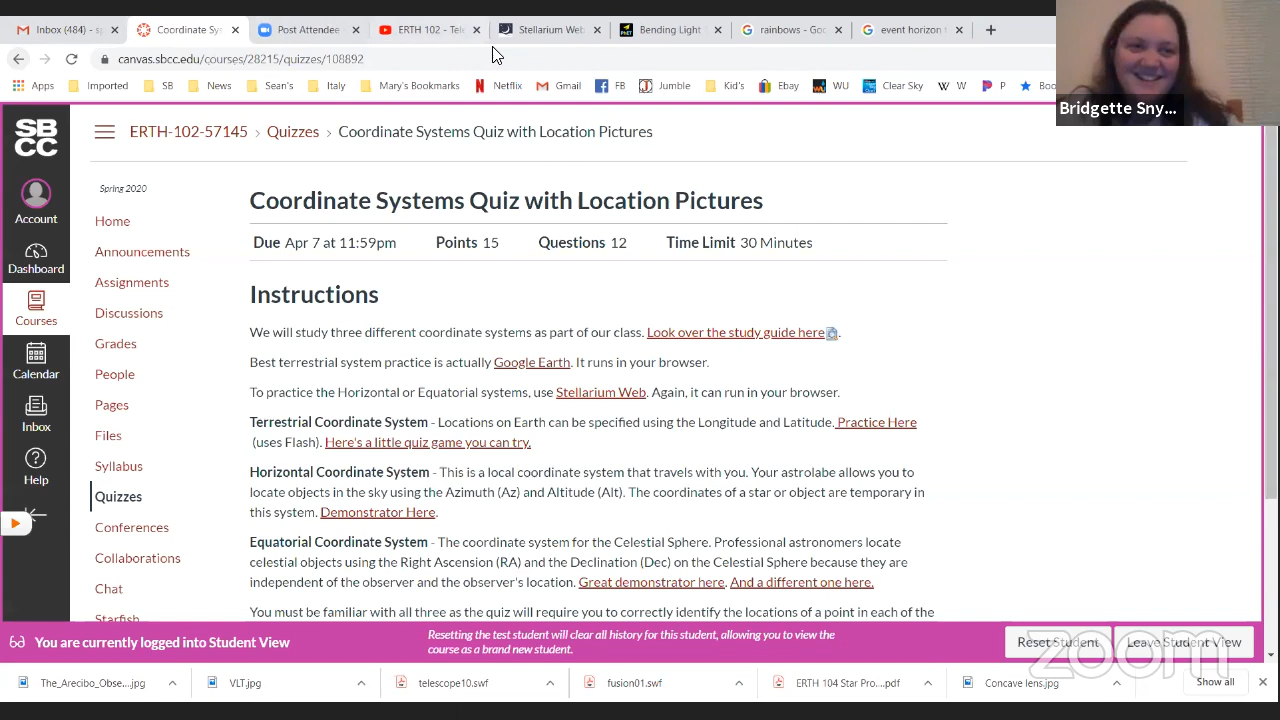 Inbox (484) - s
Coordinate Sys
Post Attendee
ERTH 102 - Tel
Stellarium Web
Bending Light
rainbows - Goo
event horizon t
canvas.sbcc.edu/courses/28215/quizzes/108892
Apps
Imported
SB
News
Sean's
Italy
Mary's Bookmarks
Netflix
Gmail
FB
Jumble
Kid's
Ebay
WU
Clear Sky
W
P
Boo
Bridgette Sny...
SBCC
ERTH-102-57145 › Quizzes › Coordinate Systems Quiz with Location Pictures
Account
Dashboard
Courses
Calendar
Inbox
Help
Spring 2020
Home
Announcements
Assignments
Discussions
Grades
People
Pages
Files
Syllabus
Quizzes
Conferences
Collaborations
Chat
Starfish
Coordinate Systems Quiz with Location Pictures
Due Apr 7 at 11:59pm Points 15 Questions 12 Time Limit 30 Minutes
Instructions
We will study three different coordinate systems as part of our class. Look over the study guide here.
Best terrestrial system practice is actually Google Earth. It runs in your browser.
To practice the Horizontal or Equatorial systems, use Stellarium Web. Again, it can run in your browser.
Terrestrial Coordinate System - Locations on Earth can be specified using the Longitude and Latitude. Practice Here
(uses Flash). Here's a little quiz game you can try.
Horizontal Coordinate System - This is a local coordinate system that travels with you. Your astrolabe allows you to
locate objects in the sky using the Azimuth (Az) and Altitude (Alt). The coordinates of a star or object are temporary in
this system. Demonstrator Here.
Equatorial Coordinate System - The coordinate system for the Celestial Sphere. Professional astronomers locate
celestial objects using the Right Ascension (RA) and the Declination (Dec) on the Celestial Sphere because they are
independent of the observer and the observer's location. Great demonstrator here. And a different one here.
You must be familiar with all three as the quiz will require you to correctly identify the locations of a point in each of the
You are currently logged into Student View
Resetting the test student will clear all history for this student, allowing you to view the
course as a brand new student.
Reset Student
Leave Student View
zoom
The_Arecibo_Obse....jpg
VLT.jpg
telescope10.swf
fusion01.swf
ERTH 104 Star Pro....pdf
Concave lens.jpg
Show all